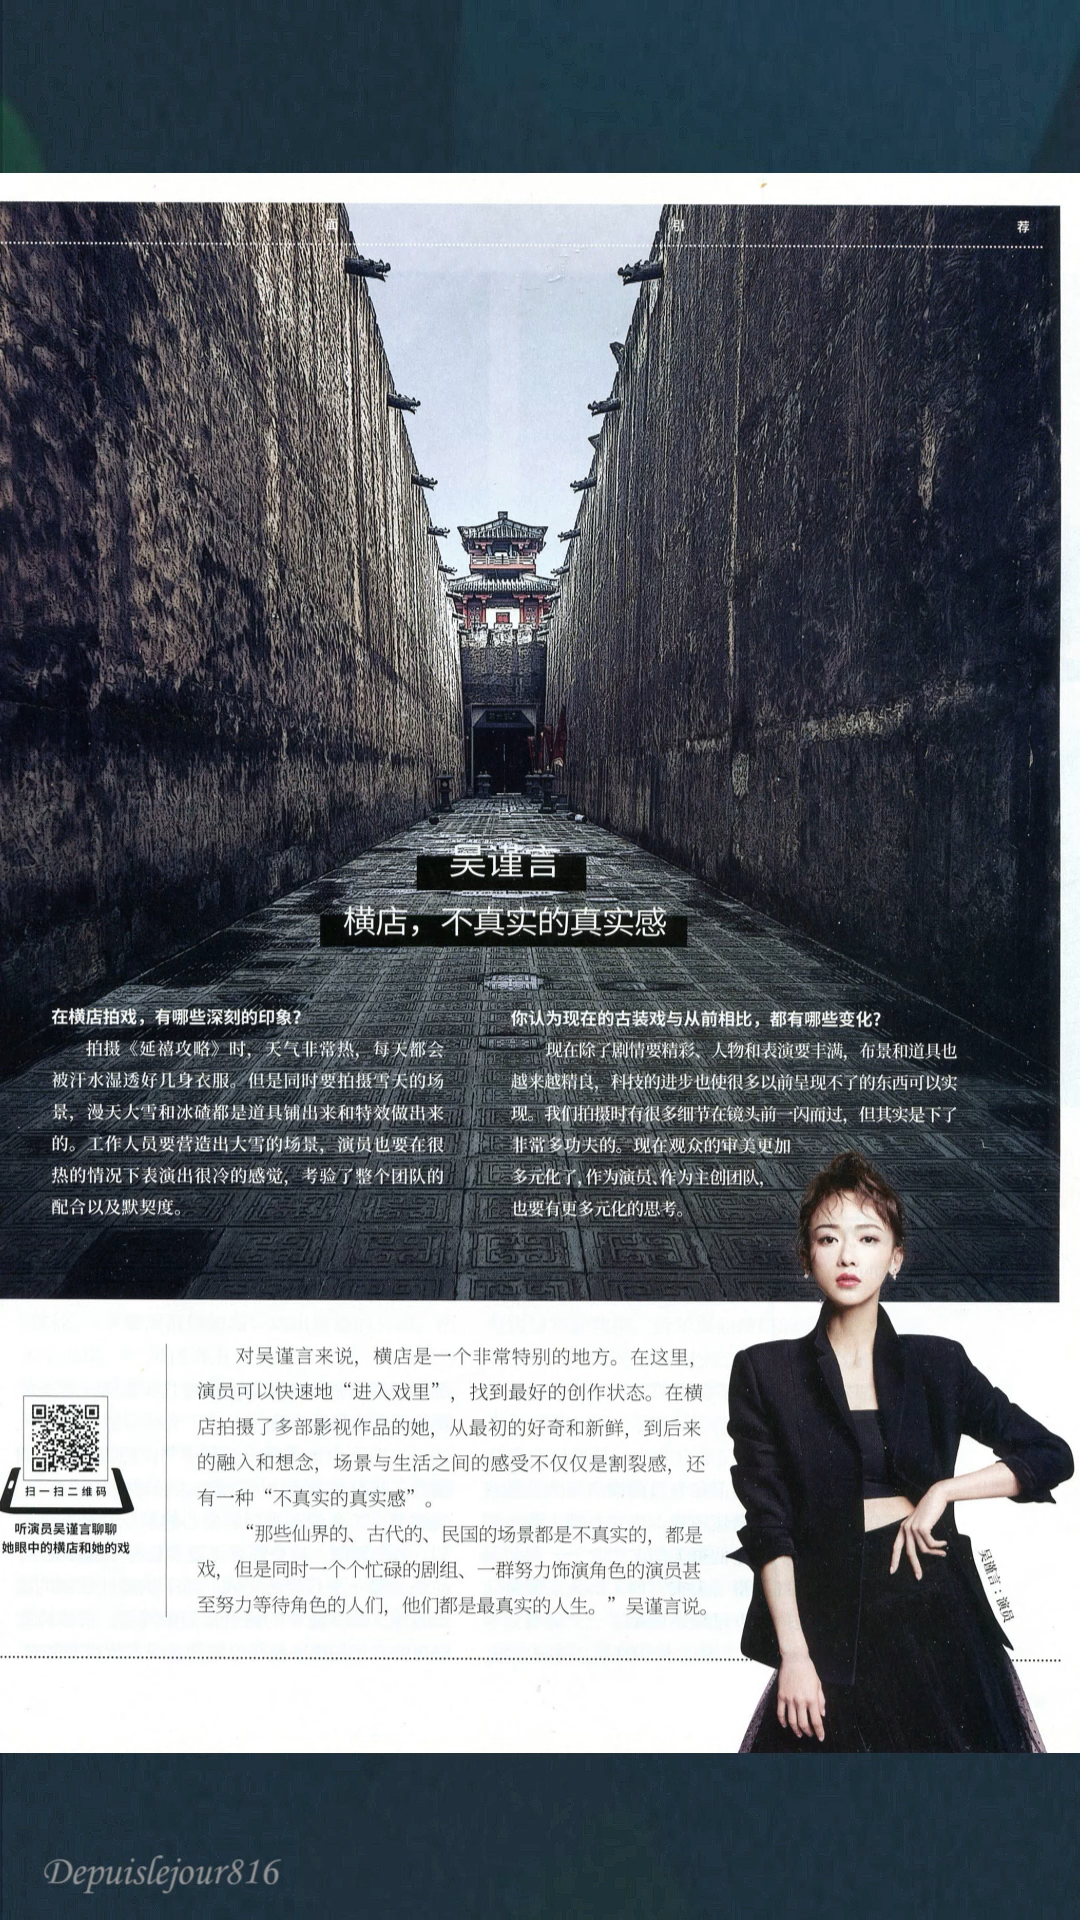 面
引
荐
吴谨言
横店，不真实的真实感
在横店拍戏，有哪些深刻的印象？
拍摄《延禧攻略》时，天气非常热，每天都会
被汗水湿透好几身衣服。但是同时要拍摄雪天的场
景，漫天大雪和冰碴都是道具铺出来和特效做出来
的。工作人员要营造出大雪的场景，演员也要在很
热的情况下表演出很冷的感觉，考验了整个团队的
配合以及默契度。
你认为现在的古装戏与从前相比，都有哪些变化？
现在除了剧情要精彩、人物和表演要丰满，布景和道具也
越来越精良，科技的进步也使很多以前呈现不了的东西可以实
现。我们拍摄时有很多细节在镜头前一闪而过，但其实是下了
非常多功夫的。现在观众的审美更加
多元化了，作为演员、作为主创团队，
也要有更多元化的思考。
对吴谨言来说，横店是一个非常特别的地方。在这里，
演员可以快速地“进入戏里”，找到最好的创作状态。在横
店拍摄了多部影视作品的她，从最初的好奇和新鲜，到后来
的融入和想念，场景与生活之间的感受不仅仅是割裂感，还
有一种“不真实的真实感”。
“那些仙界的、古代的、民国的场景都是不真实的，都是
戏，但是同时一个个忙碌的剧组、一群努力饰演角色的演员甚
至努力等待角色的人们，他们都是最真实的人生。”吴谨言说。
扫一扫二维码
听演员吴谨言聊聊
她眼中的横店和她的戏
吴谨言：演员
Depuislejour816